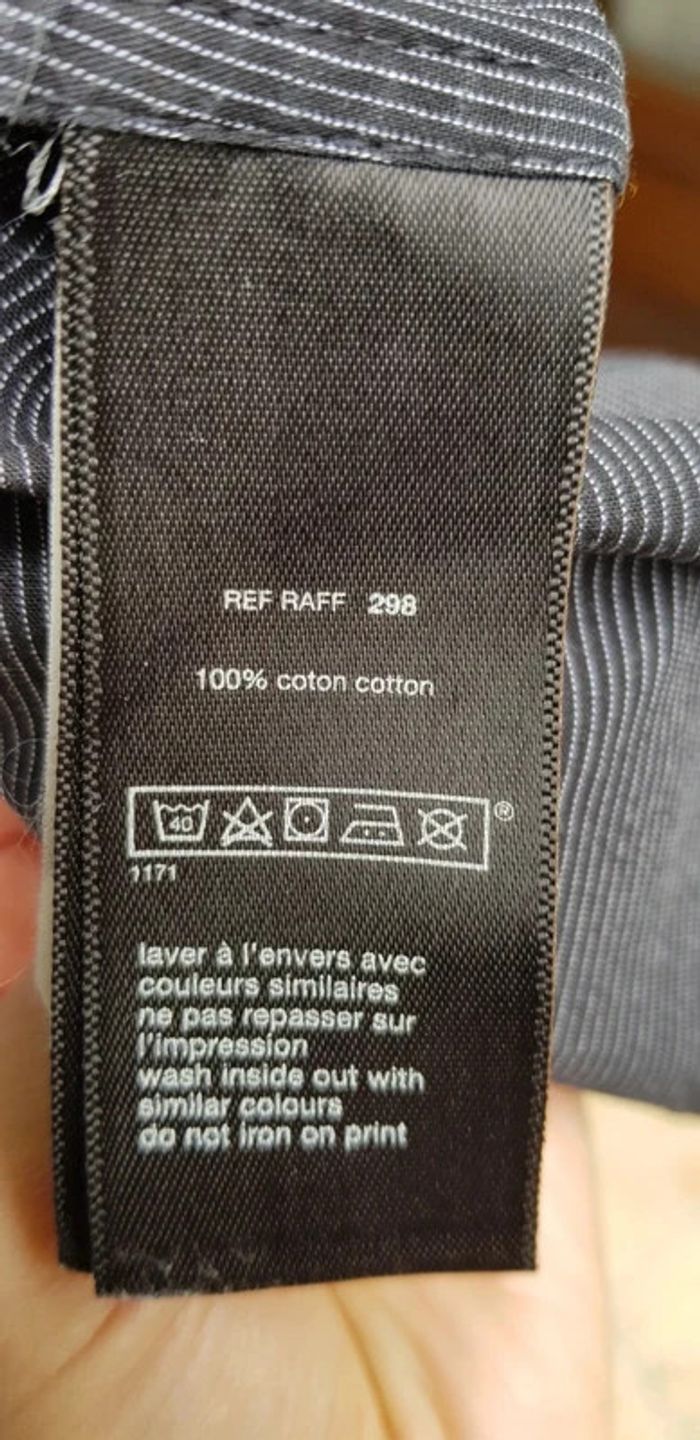 REF RAFF 298
100% coton cotton
40
®
1171
laver à l'envers avec
couleurs similaires
ne pas repasser sur
l'impression
wash inside out with
similar colours
do not iron on print